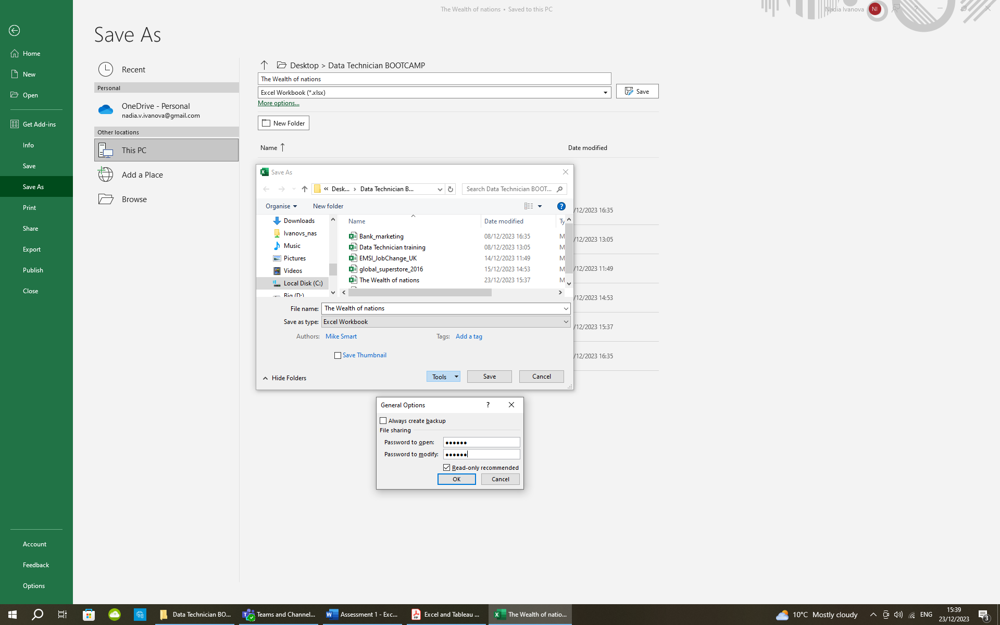 The Wealth of nations • Saved to this PC
Nadia Ivanova
NI
?
Save As
Home
New
Open
Get Add-ins
Info
Save
Save As
Print
Share
Export
Publish
Close
Account
Feedback
Options
Recent
Personal
OneDrive - Personal
nadia.v.ivanova@gmail.com
Other locations
This PC
Add a Place
Browse
Desktop > Data Technician BOOTCAMP
The Wealth of nations
Excel Workbook (*.xlsx)
Save
More options...
New Folder
Name
Date modified
/12/2023 16:35
/12/2023 13:05
/12/2023 11:49
/12/2023 14:53
/12/2023 15:37
/12/2023 16:35
Save As
« Desk... › Data Technician B...
Search Data Technician BOOT...
Organise
New folder
?
Downloads
Ivanovs_nas
Music
Pictures
Videos
Local Disk (C:)
Big (D:)
Name Date modified Ty
Bank_marketing 08/12/2023 16:35 M
Data Technician training 08/12/2023 13:05 M
EMSI_JobChange_UK 14/12/2023 11:49 M
global_superstore_2016 15/12/2023 14:53 M
The Wealth of nations 23/12/2023 15:37 M
File name: The Wealth of nations
Save as type: Excel Workbook
Authors: Mike Smart
Tags: Add a tag
Save Thumbnail
Hide Folders
Tools
Save
Cancel
General Options
?
Always create backup
File sharing
Password to open: ••••••
Password to modify: ••••••
Read-only recommended
OK
Cancel
Data Technician BO...
Teams and Channel...
Assessment 1 - Exc...
Excel and Tableau ...
The Wealth of natio...
10°C Mostly cloudy
ENG
15:39
23/12/2023
3